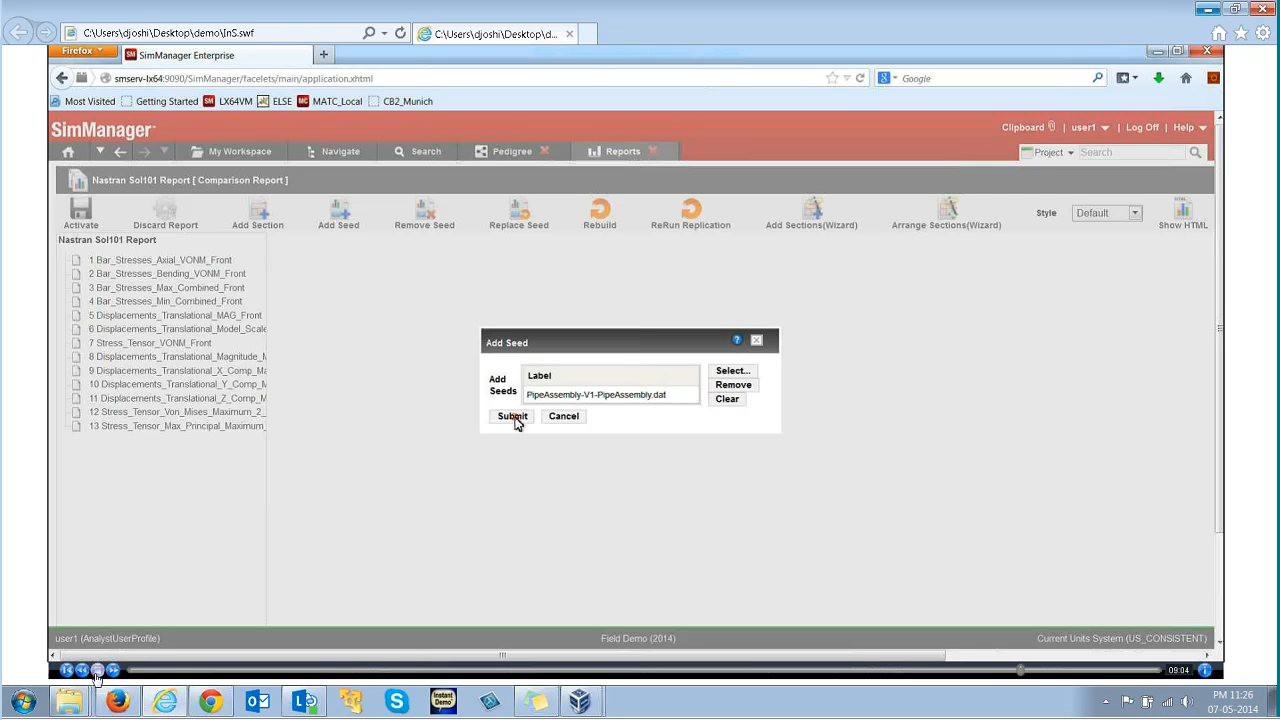 C:\Users\djoshi\Desktop\demo\InS.swf
C:\Users\djoshi\Desktop\d...
Firefox
SimManager Enterprise
smserv-lx64:9090/SimManager/facelets/main/application.xhtml
Google
Most Visited Getting Started LX64VM ELSE MATC_Local CB2_Munich
SimManager
Clipboard | user1 | Log Off | Help
My Workspace Navigate Search Pedigree Reports
Project Search
Nastran Sol101 Report [ Comparison Report ]
Activate Discard Report Add Section Add Seed Remove Seed Replace Seed Rebuild ReRun Replication Add Sections(Wizard) Arrange Sections(Wizard) Style Default Show HTML
Nastran Sol101 Report
1 Bar_Stresses_Axial_VONM_Front
2 Bar_Stresses_Bending_VONM_Front
3 Bar_Stresses_Max_Combined_Front
4 Bar_Stresses_Min_Combined_Front
5 Displacements_Translational_MAG_Front
6 Displacements_Translational_Model_Scale
7 Stress_Tensor_VONM_Front
8 Displacements_Translational_Magnitude_M
9 Displacements_Translational_X_Comp_M
10 Displacements_Translational_Y_Comp_M
11 Displacements_Translational_Z_Comp_M
12 Stress_Tensor_Von_Mises_Maximum_2_
13 Stress_Tensor_Max_Principal_Maximum_
Add Seed
Add Seeds
Label
PipeAssembly-V1-PipeAssembly.dat
Select...
Remove
Clear
Submit Cancel
user1 (AnalystUserProfile) Field Demo (2014) Current Units System (US_CONSISTENT)
09:04
Instant Demo
PM 11:26
07-05-2014